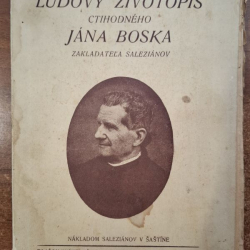 ĽUDOVÝ ŽIVOTOPIS
CTIHODNÉHO
JÁNA BOSKA
ZAKLADATEĽA SALEZIÁNOV
NÁKLADOM SALEZIÁNOV V ŠAŠTÍNE